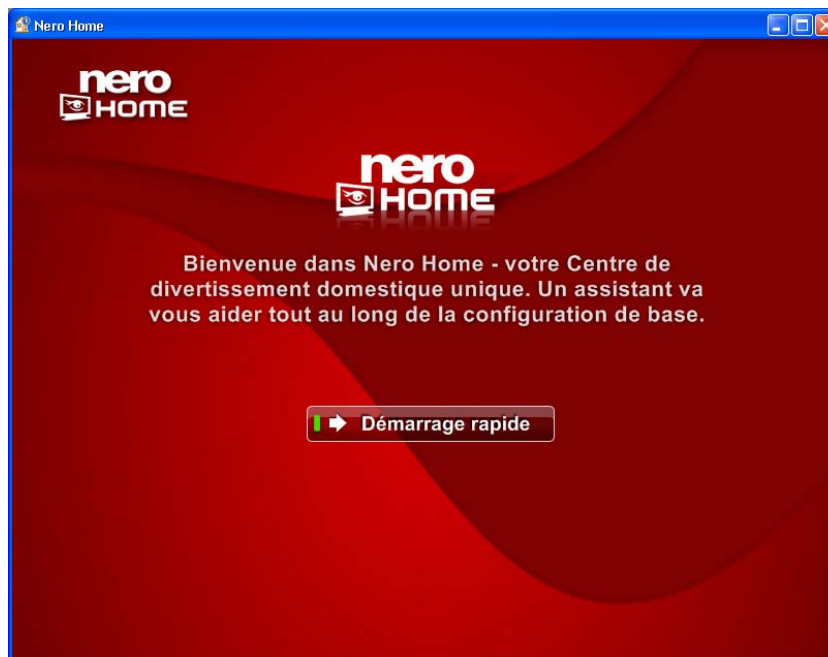 Nero Home
nero
HOME
nero
HOME
Bienvenue dans Nero Home - votre Centre de
divertissement domestique unique. Un assistant va
vous aider tout au long de la configuration de base.
Démarrage rapide